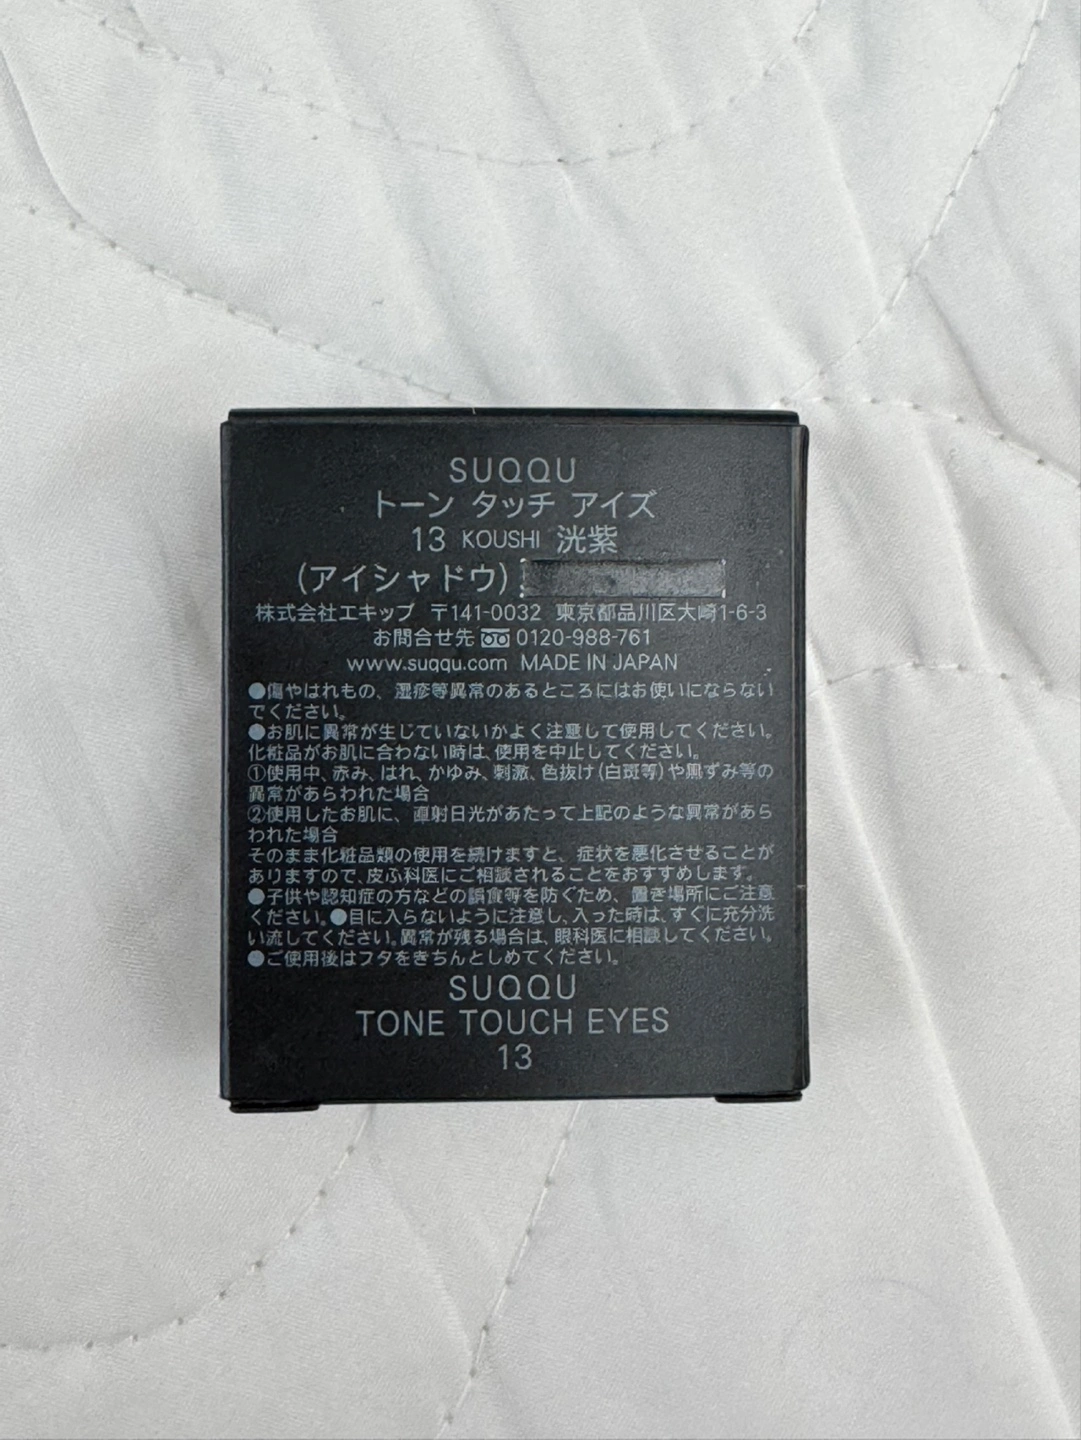 SUQQU
トーン タッチ アイズ
13 KOUSHI 洸紫
(アイシャドウ)
株式会社エキップ 〒141-0032 東京都品川区大崎1-6-3
お問合せ先 0120-988-761
www.suqqu.com MADE IN JAPAN
●傷やはれもの、湿疹等異常のあるところにはお使いにならない
でください。
●お肌に異常が生じていないかよく注意して使用してください。
化粧品がお肌に合わない時は、使用を中止してください。
①使用中、赤み、はれ、かゆみ、刺激、色抜け(白斑等)や黒ずみ等の
異常があらわれた場合
②使用したお肌に、直射日光があたって上記のような異常があら
われた場合
そのまま化粧品類の使用を続けますと、症状を悪化させることが
ありますので、皮ふ科医にご相談されることをおすすめします。
●子供や認知症の方などの誤食等を防ぐため、置き場所にご注意
ください。●目に入らないように注意し、入った時は、すぐに充分洗
い流してください。異常が残る場合は、眼科医に相談してください。
●ご使用後はフタをきちんとしめてください。
SUQQU
TONE TOUCH EYES
13